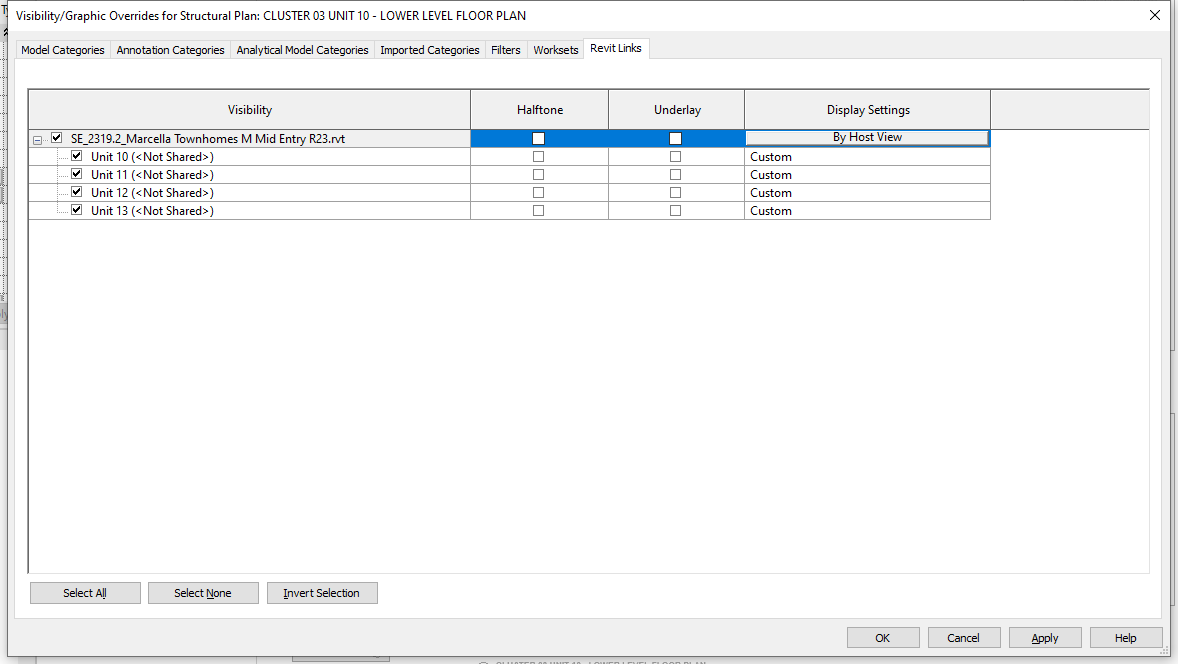 Visibility/Graphic Overrides for Structural Plan: CLUSTER 03 UNIT 10 - LOWER LEVEL FLOOR PLAN
Model Categories Annotation Categories Analytical Model Categories Imported Categories Filters Worksets Revit Links
Visibility Halftone Underlay Display Settings
SE_2319.2_Marcella Townhomes M Mid Entry R23.rvt By Host View
Unit 10 (<Not Shared>) Custom
Unit 11 (<Not Shared>) Custom
Unit 12 (<Not Shared>) Custom
Unit 13 (<Not Shared>) Custom
Select All Select None Invert Selection
OK Cancel Apply Help